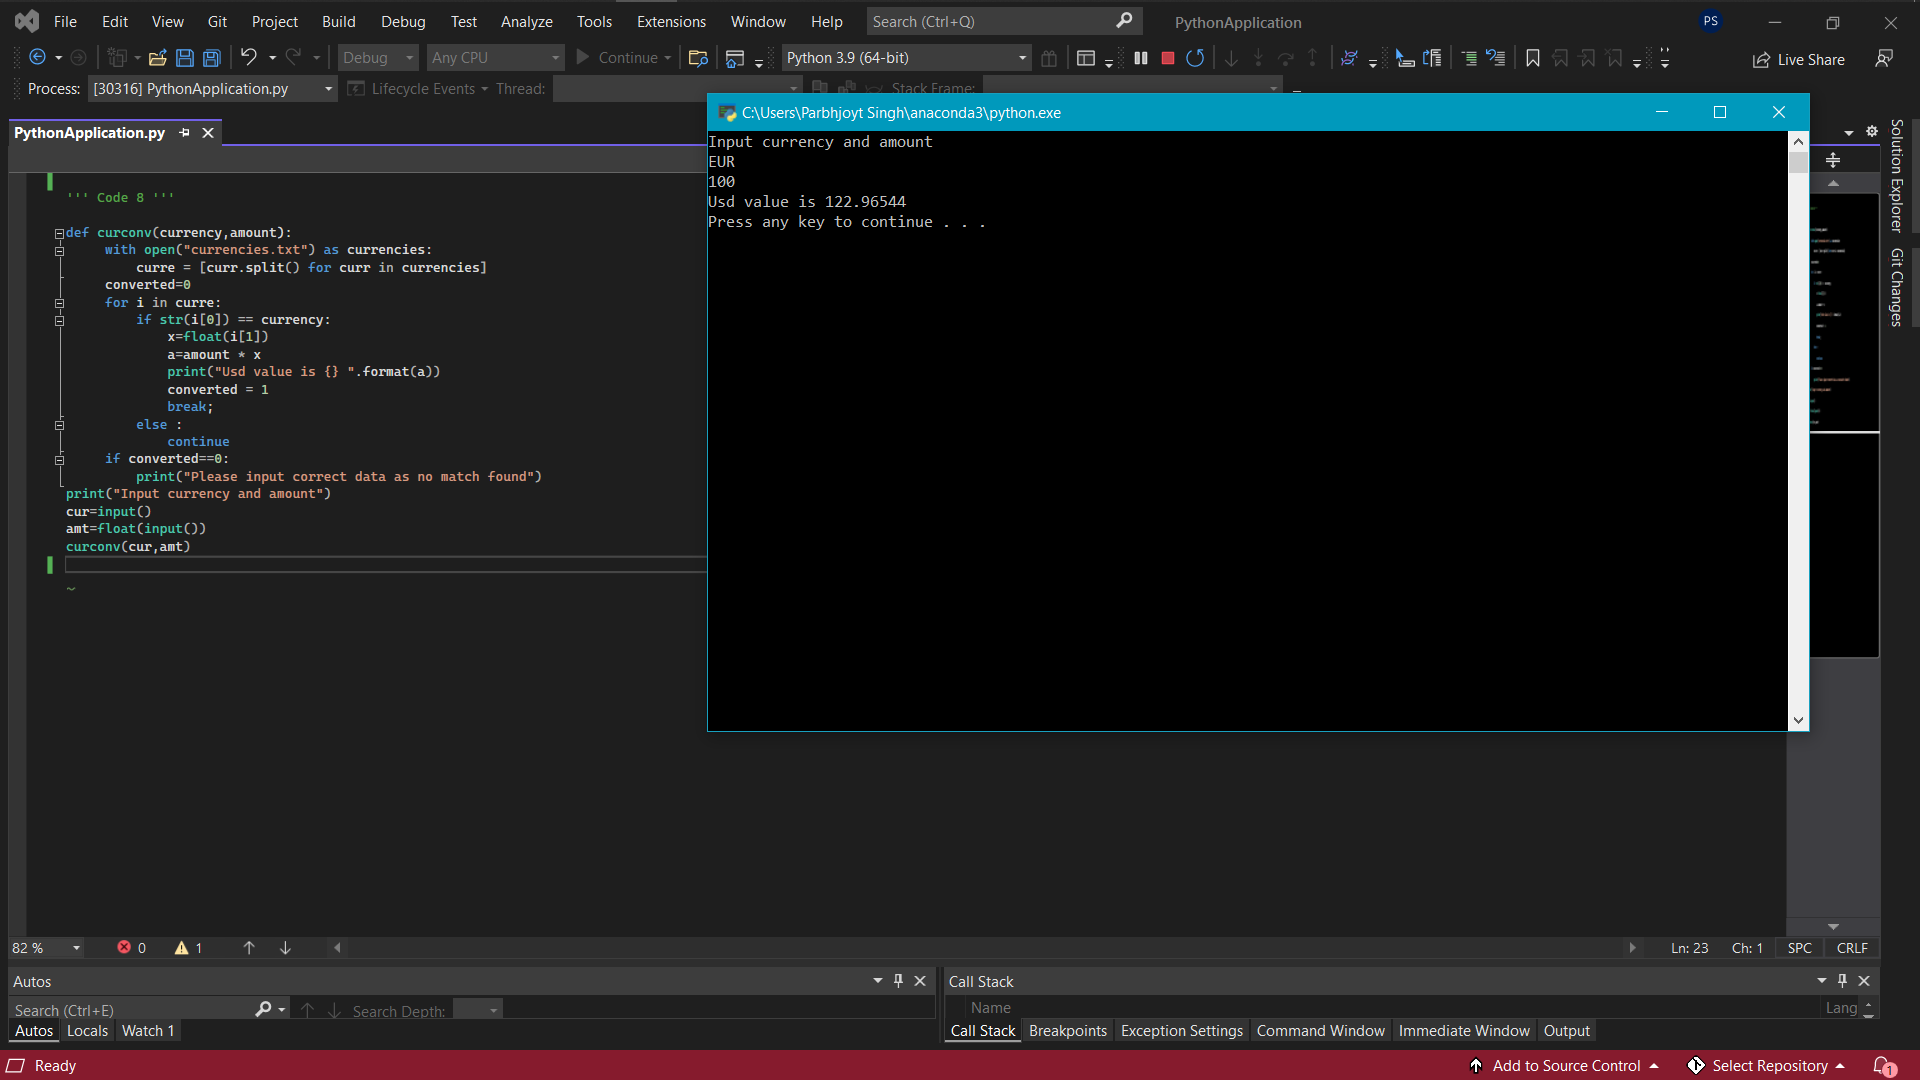 File Edit View Git Project Build Debug Test Analyze Tools Extensions Window Help Search (Ctrl+Q) PythonApplication PS
Debug Any CPU Continue Python 3.9 (64-bit) Live Share
Process: [30316] PythonApplication.py Lifecycle Events Thread: Stack Frame:
PythonApplication.py
''' Code 8 '''
def curconv(currency,amount):
with open("currencies.txt") as currencies:
curre = [curr.split() for curr in currencies]
converted=0
for i in curre:
if str(i[0]) == currency:
x=float(i[1])
a=amount * x
print("Usd value is {} ".format(a))
converted = 1
break;
else :
continue
if converted==0:
print("Please input correct data as no match found")
print("Input currency and amount")
cur=input()
amt=float(input())
curconv(cur,amt)
~
C:\Users\Parbhjoyt Singh\anaconda3\python.exe
Input currency and amount
EUR
100
Usd value is 122.96544
Press any key to continue . . .
Solution Explorer
Git Changes
82 % 0 1 Ln: 23 Ch: 1 SPC CRLF
Autos
Search (Ctrl+E) Search Depth:
Autos Locals Watch 1
Call Stack
Name Lang
Call Stack Breakpoints Exception Settings Command Window Immediate Window Output
Ready Add to Source Control Select Repository 1